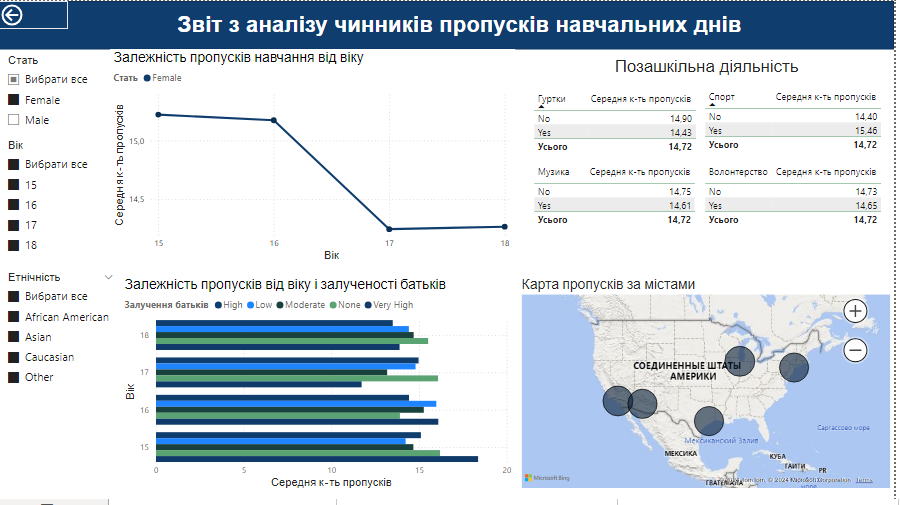 Звіт з аналізу чинників пропусків навчальних днів
Стать
Вибрати все
Female
Male
Вік
Вибрати все
15
16
17
18
Етнічність
Вибрати все
African American
Asian
Caucasian
Other
Залежність пропусків навчання від віку
Стать Female
Середня к-ть пропусків
15,0
14,5
15 16 17 18
Вік
Позашкільна діяльність
Гуртки Середня к-ть пропусків
No 14,90
Yes 14,43
Усього 14,72
Спорт Середня к-ть пропусків
No 14,40
Yes 15,46
Усього 14,72
Музика Середня к-ть пропусків
No 14,75
Yes 14,61
Усього 14,72
Волонтерство Середня к-ть пропусків
No 14,73
Yes 14,65
Усього 14,72
Залежність пропусків від віку і залученості батьків
Залучення батьків High Low Moderate None Very High
Вік
18
17
16
15
0 5 10 15 20
Середня к-ть пропусків
Карта пропусків за містами
СОЕДИНЕННЫЕ ШТАТЫ
АМЕРИКИ
Саргассово море
Мексиканский Залив
МЕКСИКА
КУБА
ГАИТИ
PR
ГВАТЕМАЛА
Microsoft Bing
© 2024 Microsoft Corporation Terms